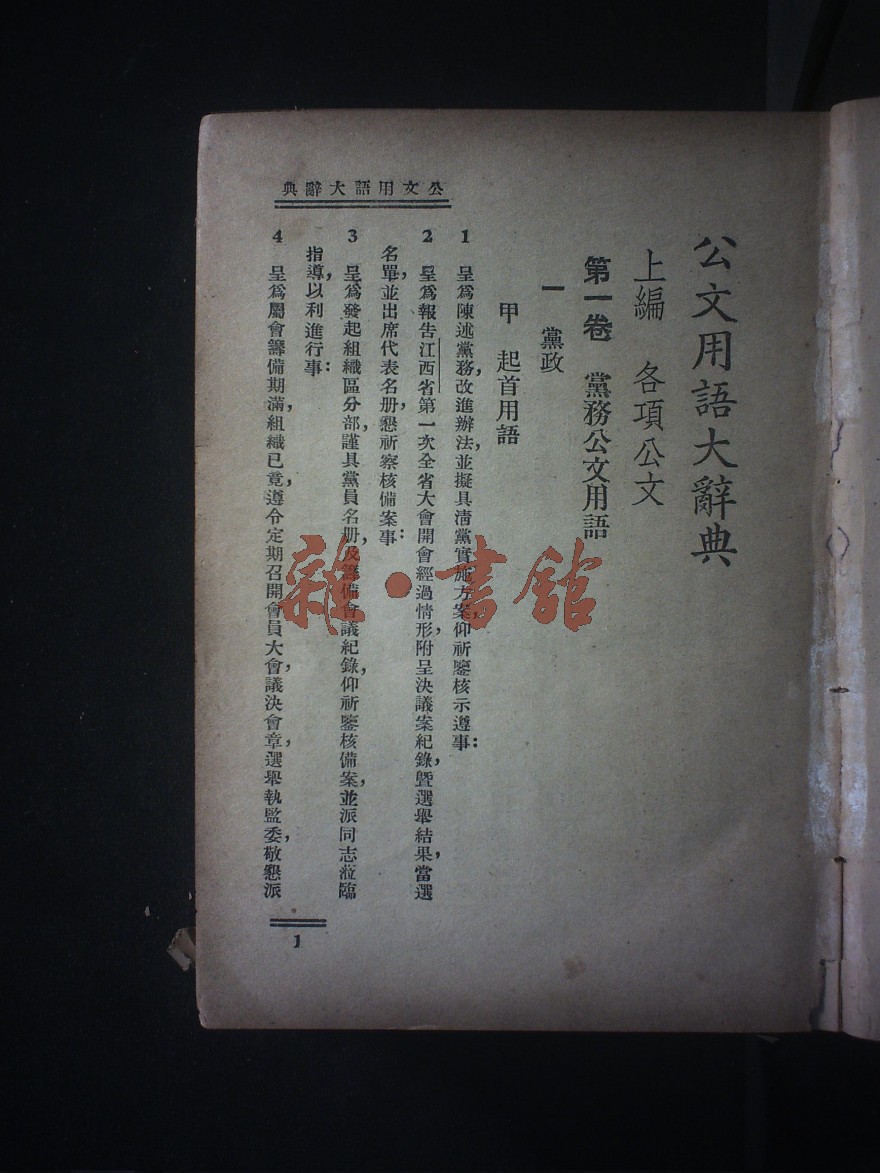 公文用語大辭典
上編　各項公文
第一卷　黨務公文用語
一　黨政
甲　起首用語
1　呈爲陳述黨務改進辦法，並擬具淸黨實施方案，仰祈鑒核示遵事：
2　呈爲報告江西省第一次全省大會開會經過情形，附呈決議案紀錄，曁選舉結果，當選
名單，並出席代表名册，懇祈察核備案事：
3　呈爲發起組織區分部，謹具黨員名册，及籌備會議紀錄，仰祈鑒核備案，並派同志蒞臨
指導，以利進行事：
4　呈爲屬會籌備期滿，組織已竟，遵令定期召開會員大會，議決會章，選舉執監委，敬懇派
公文用語大辭典
1
雜·書館